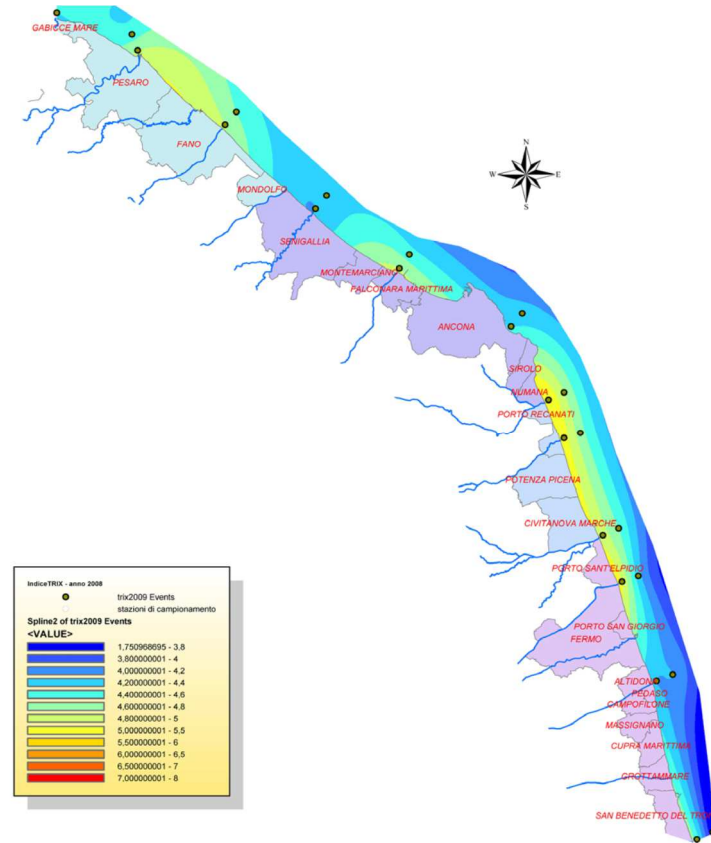 GABICCE MARE
PESARO
FANO
MONDOLFO
SENIGALLIA
MONTEMARCIANO
FALCONARA MARITTIMA
ANCONA
N
W E
S
SIROLO
NUMANA
PORTO RECANATI
POTENZA PICENA
CIVITANOVA MARCHE
PORTO SANT'ELPIDIO
PORTO SAN GIORGIO
FERMO
ALTIDONA
PEDASO
CAMPOFILONE
MASSIGNANO
CUPRA MARITTIMA
GROTTAMMARE
SAN BENEDETTO DEL TRON
IndiceTRIX - anno 2008
trix2009 Events
stazioni di campionamento
Spline2 of trix2009 Events
<VALUE>
1,750968695 - 3,8
3,800000001 - 4
4,000000001 - 4,2
4,200000001 - 4,4
4,400000001 - 4,6
4,600000001 - 4,8
4,800000001 - 5
5,000000001 - 5,5
5,500000001 - 6
6,000000001 - 6,5
6,500000001 - 7
7,000000001 - 8